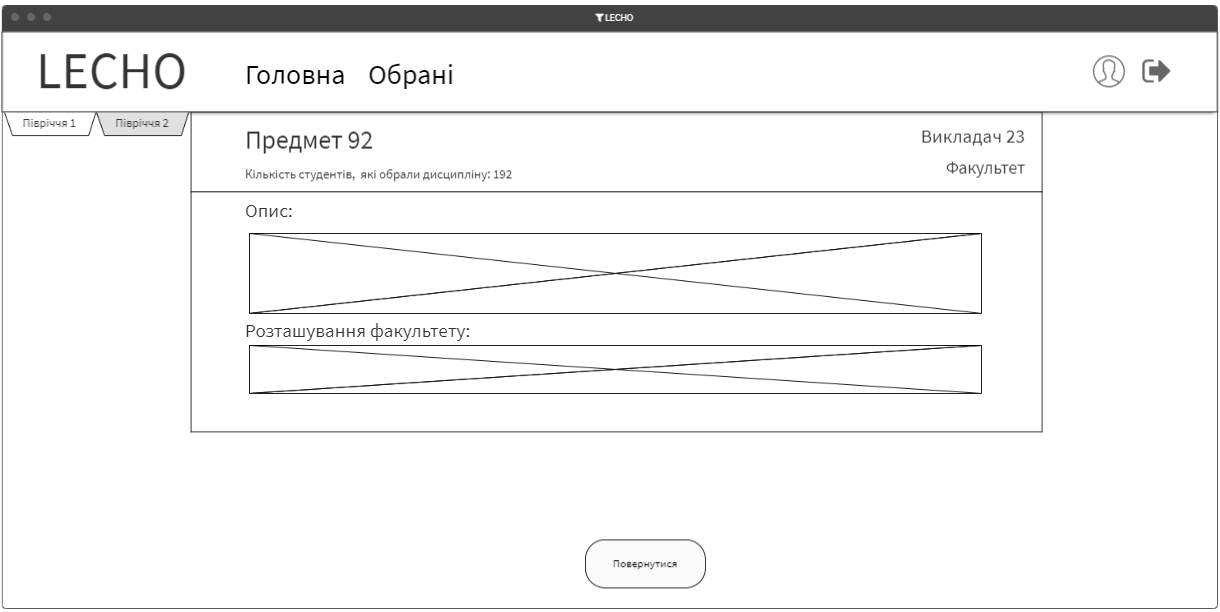 LECHO
LECHO
Головна Обрані
Півріччя 1 Півріччя 2
Предмет 92
Викладач 23
Кількість студентів, які обрали дисципліну: 192
Факультет
Опис:
Розташування факультету:
Повернутися